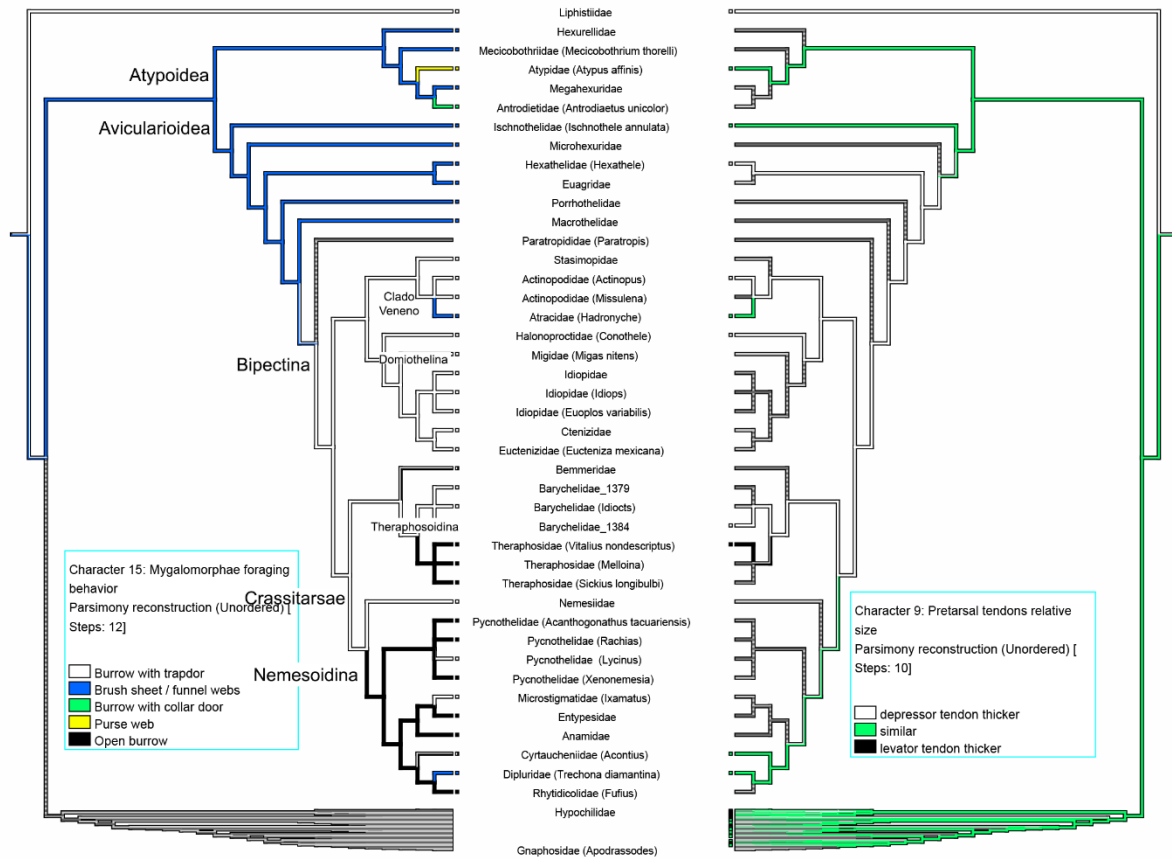 Liphistiidae
Hexurellidae
Mecicobothriidae (Mecicobothrium thorelli)
Atypoidea
Atypidae (Atypus affinis)
Megahexuridae
Antrodietidae (Antrodiaetus unicolor)
Avicularioidea
Ischnothelidae (Ischnothele annulata)
Microhexuridae
Hexathelidae (Hexathele)
Euagridae
Porrhothelidae
Macrothelidae
Paratropididae (Paratropis)
Stasimopidae
Actinopodidae (Actinopus)
Clado
Veneno
Actinopodidae (Missulena)
Atracidae (Hadronyche)
Halonoproctidae (Conothele)
Bipectina
Domiothelina
Migidae (Migas nitens)
Idiopidae
Idiopidae (Idiops)
Idiopidae (Euoplos variabilis)
Ctenizidae
Euctenizidae (Eucteniza mexicana)
Bemmeridae
Barychelidae_1379
Barychelidae (Idiocts)
Theraphosoidina
Barychelidae_1384
Theraphosidae (Vitalius nondescriptus)
Theraphosidae (Melloina)
Theraphosidae (Sickius longibulbi)
Crassitarsae
Nemesiidae
Pycnothelidae (Acanthogonathus tacuariensis)
Pycnothelidae (Rachias)
Pycnothelidae (Lycinus)
Nemesoidina
Pycnothelidae (Xenonemesia)
Microstigmatidae (Ixamatus)
Entypesidae
Anamidae
Cyrtaucheniidae (Acontius)
Dipluridae (Trechona diamantina)
Rhytidicolidae (Fufius)
Hypochilidae
Gnaphosidae (Apodrassodes)
Character 15: Mygalomorphae foraging
behavior
Parsimony reconstruction (Unordered) [
Steps: 12]
Burrow with trapdor
Brush sheet / funnel webs
Burrow with collar door
Purse web
Open burrow
Character 9: Pretarsal tendons relative
size
Parsimony reconstruction (Unordered) [
Steps: 10]
depressor tendon thicker
similar
levator tendon thicker